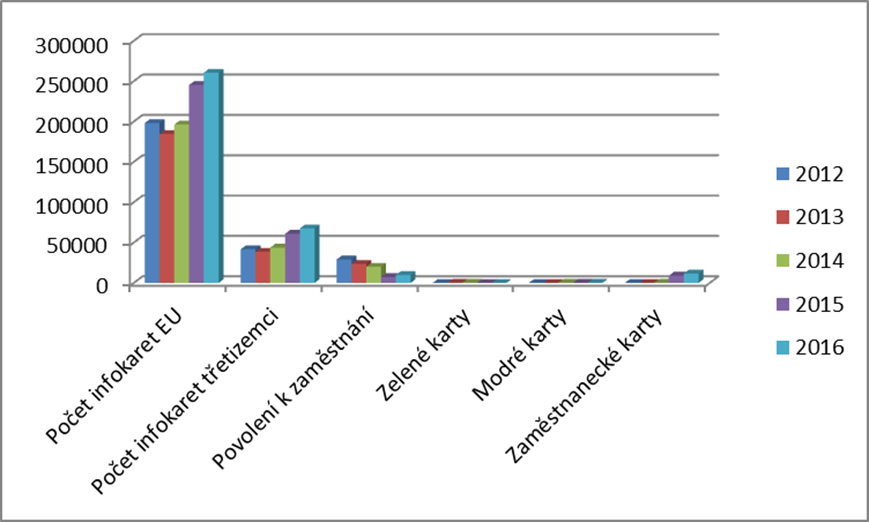 300000
250000
200000
150000
100000
50000
0
Počet infokaret EU
Počet infokaret třetizemci
Povolení k zaměstnání
Zelené karty
Modré karty
Zaměstnanecké karty
2012
2013
2014
2015
2016